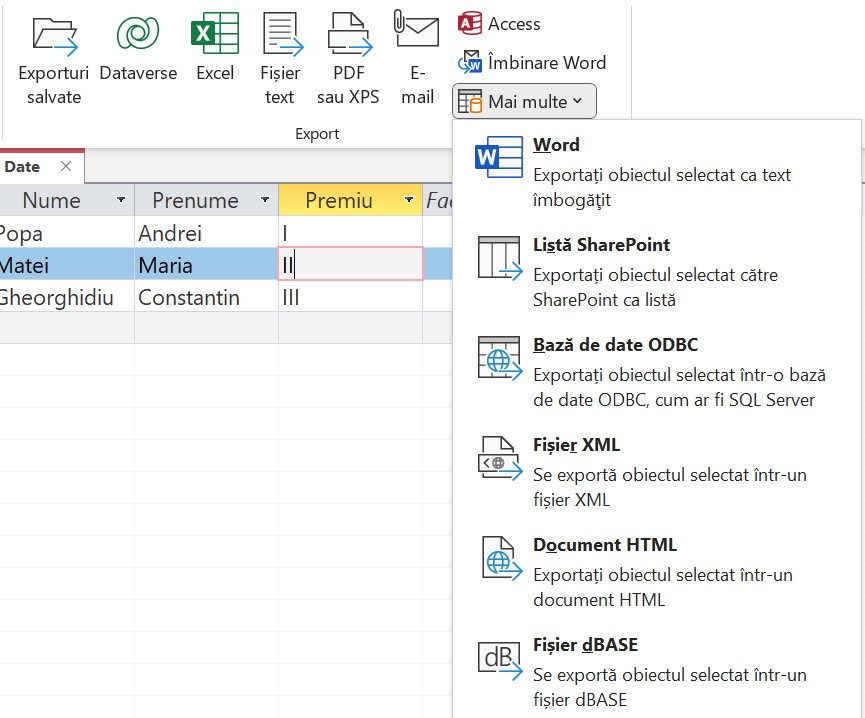 Exporturi
salvate
Dataverse
Excel
Fișier
text
PDF
sau XPS
E-
mail
Access
Îmbinare Word
Mai multe
Export
Date
Nume Prenume Premiu
Popa Andrei I
Matei Maria II
Gheorghidiu Constantin III
Word
Exportați obiectul selectat ca text
îmbogăţit
Listă SharePoint
Exportați obiectul selectat către
SharePoint ca listă
Bază de date ODBC
Exportați obiectul selectat într-o bază
de date ODBC, cum ar fi SQL Server
Fișier XML
Se exportă obiectul selectat într-un
fișier XML
Document HTML
Exportați obiectul selectat într-un
document HTML
dB
Fișier dBASE
Se exportă obiectul selectat într-un
fișier dBASE